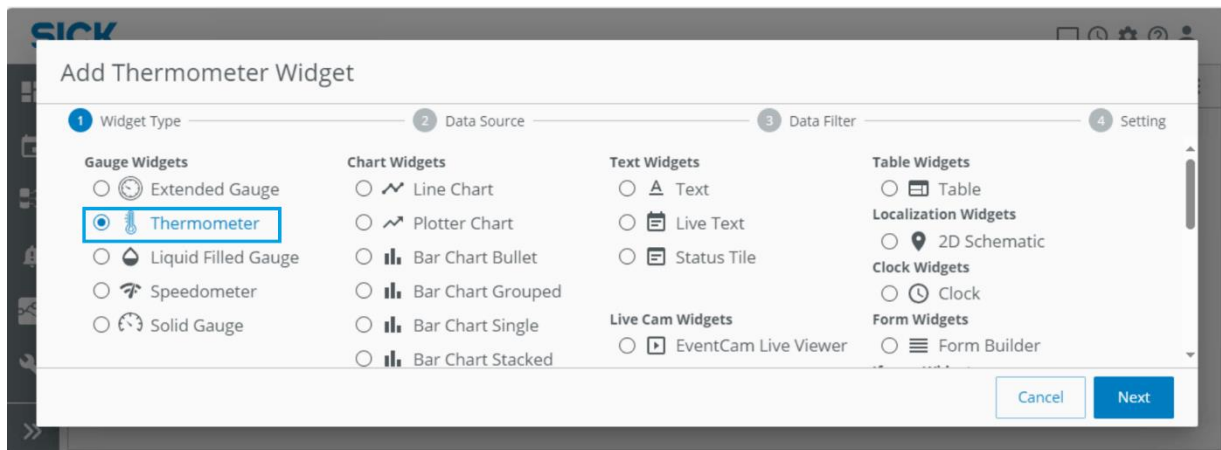 SICK
Add Thermometer Widget
1 Widget Type 2 Data Source 3 Data Filter 4 Setting
Gauge Widgets
Extended Gauge
Thermometer
Liquid Filled Gauge
Speedometer
Solid Gauge
Chart Widgets
Line Chart
Plotter Chart
Bar Chart Bullet
Bar Chart Grouped
Bar Chart Single
Bar Chart Stacked
Text Widgets
A Text
Live Text
Status Tile
Live Cam Widgets
EventCam Live Viewer
Table Widgets
Table
Localization Widgets
2D Schematic
Clock Widgets
Clock
Form Widgets
Form Builder
Cancel Next